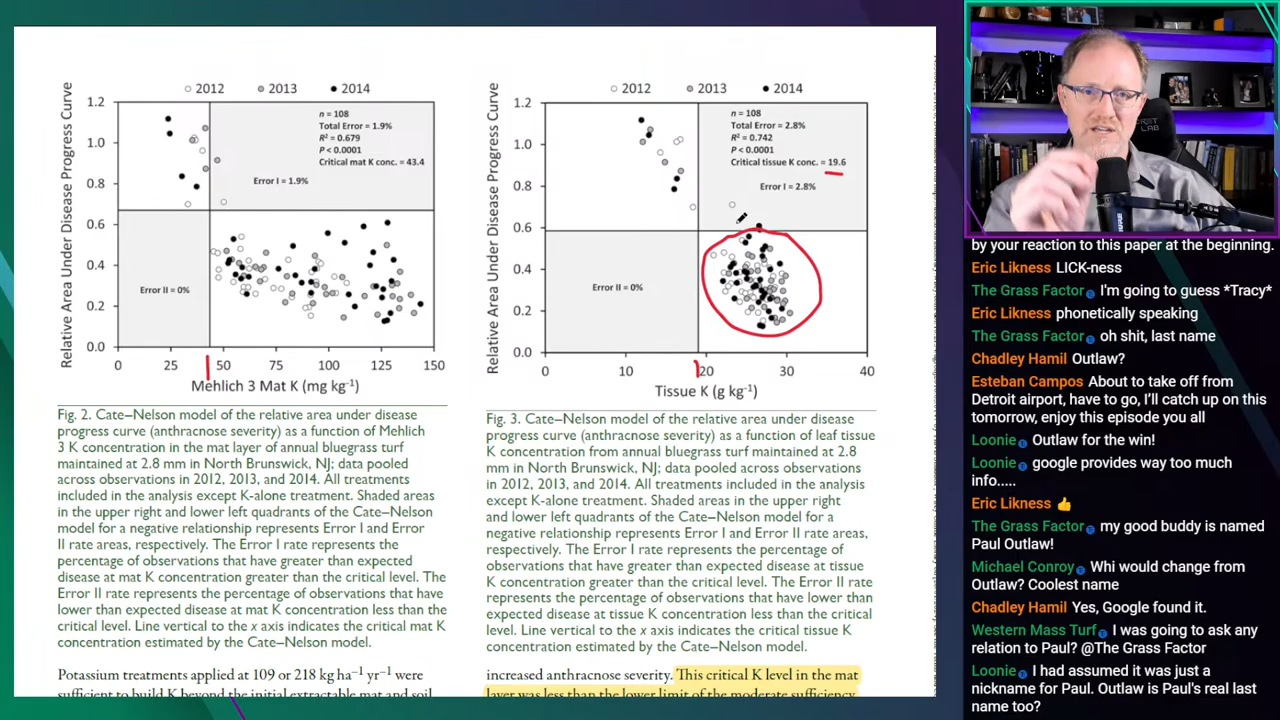 2012 2013 2014
Relative Area Under Disease Progress Curve
1.2
1.0
0.8
0.6
0.4
0.2
0.0
n = 108
Total Error = 1.9%
R² = 0.679
P < 0.0001
Critical mat K conc. = 43.4
Error I = 1.9%
Error II = 0%
0 25 50 75 100 125 150
Mehlich 3 Mat K (mg kg⁻¹)
Fig. 2. Cate–Nelson model of the relative area under disease
progress curve (anthracnose severity) as a function of Mehlich
3 K concentration in the mat layer of annual bluegrass turf
maintained at 2.8 mm in North Brunswick, NJ; data pooled
across observations in 2012, 2013, and 2014. All treatments
included in the analysis except K-alone treatment. Shaded areas
in the upper right and lower left quadrants of the Cate–Nelson
model for a negative relationship represents Error I and Error
II rate areas, respectively. The Error I rate represents the
percentage of observations that have greater than expected
disease at mat K concentration greater than the critical level. The
Error II rate represents the percentage of observations that have
lower than expected disease at mat K concentration less than the
critical level. Line vertical to the x axis indicates the critical mat K
concentration estimated by the Cate–Nelson model.
Potassium treatments applied at 109 or 218 kg ha⁻¹ yr⁻¹ were
sufficient to build K beyond the initial extractable mat and soil
2012 2013 2014
Relative Area Under Disease Progress Curve
1.2
1.0
0.8
0.6
0.4
0.2
0.0
n = 108
Total Error = 2.8%
R² = 0.742
P < 0.0001
Critical tissue K conc. = 19.6
Error I = 2.8%
Error II = 0%
0 10 20 30 40
Tissue K (g kg⁻¹)
Fig. 3. Cate–Nelson model of the relative area under disease
progress curve (anthracnose severity) as a function of leaf tissue
K concentration from annual bluegrass turf maintained at 2.8
mm in North Brunswick, NJ; data pooled across observations
in 2012, 2013, and 2014. All treatments included in the analysis
except K-alone treatment. Shaded areas in the upper right
and lower left quadrants of the Cate–Nelson model for a
negative relationship represents Error I and Error II rate areas,
respectively. The Error I rate represents the percentage of
observations that have greater than expected disease at tissue
K concentration greater than the critical level. The Error II rate
represents the percentage of observations that have lower than
expected disease at tissue K concentration less than the critical
level. Line vertical to the x axis indicates the critical tissue K
concentration estimated by the Cate–Nelson model.
increased anthracnose severity. This critical K level in the mat
layer was less than the lower limit of the moderate sufficiency
by your reaction to this paper at the beginning.
Eric Likness LICK-ness
The Grass Factor I'm going to guess *Tracy*
Eric Likness phonetically speaking
The Grass Factor oh shit, last name
Chadley Hamil Outlaw?
Esteban Campos About to take off from
Detroit airport, have to go, I'll catch up on this
tomorrow, enjoy this episode you all
Loonie Outlaw for the win!
Loonie google provides way too much
info.....
Eric Likness 👍
The Grass Factor my good buddy is named
Paul Outlaw!
Michael Conroy Whi would change from
Outlaw? Coolest name
Chadley Hamil Yes, Google found it.
Western Mass Turf I was going to ask any
relation to Paul? @The Grass Factor
Loonie I had assumed it was just a
nickname for Paul. Outlaw is Paul's real last
name too?